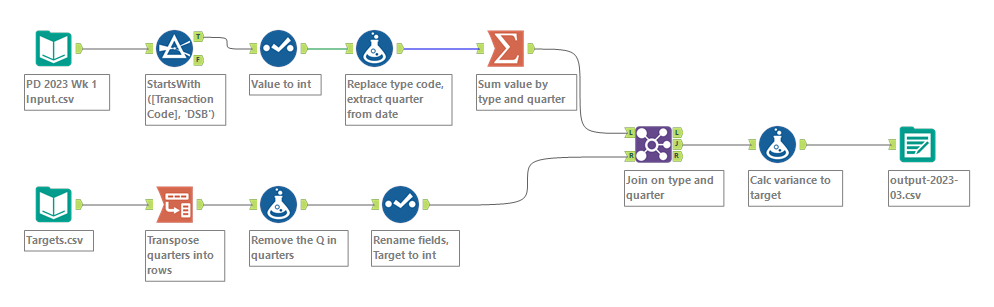 T
F
PD 2023 Wk 1
Input.csv
StartsWith
([Transaction
Code], 'DSB')
Value to int
Replace type code,
extract quarter
from date
Sum value by
type and quarter
L
R
L
J
R
Join on type and
quarter
Calc variance to
target
output-2023-
03.csv
Targets.csv
Transpose
quarters into
rows
Remove the Q in
quarters
Rename fields,
Target to int